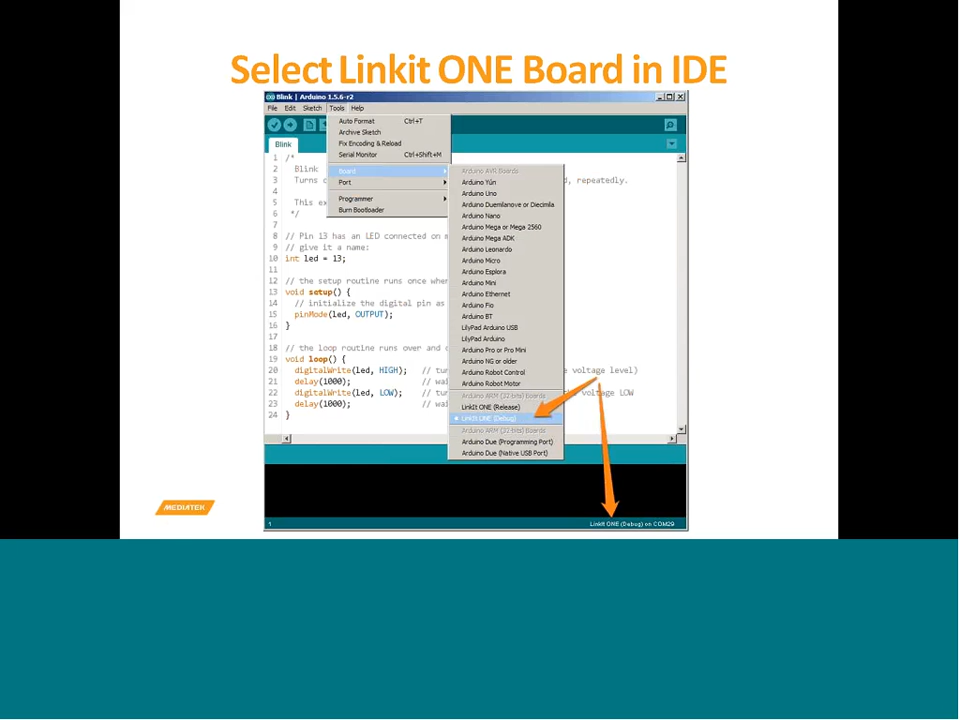 Select Linkit ONE Board in IDE
Blink | Arduino 1.5.6-r2
File Edit Sketch Tools Help
Auto Format Ctrl+T
Archive Sketch
Fix Encoding & Reload
Serial Monitor Ctrl+Shift+M
Board
Port
Programmer
Burn Bootloader
Arduino AVR Boards
Arduino Yún
Arduino Uno
Arduino Duemilanove or Diecimila
Arduino Nano
Arduino Mega or Mega 2560
Arduino Mega ADK
Arduino Leonardo
Arduino Micro
Arduino Esplora
Arduino Mini
Arduino Ethernet
Arduino Fio
Arduino BT
LilyPad Arduino USB
LilyPad Arduino
Arduino Pro or Pro Mini
Arduino NG or older
Arduino Robot Control
Arduino Robot Motor
Arduino ARM (32-bits) Boards
LinkIt ONE (Release)
LinkIt ONE (Debug)
Arduino ARM (32-bits) Boards
Arduino Due (Programming Port)
Arduino Due (Native USB Port)
Blink
1 /*
2 Blink
3 Turns d, repeatedly.
4
5 This ex
6 */
7
8 // Pin 13 has an LED connected on
9 // give it a name:
10 int led = 13;
11
12 // the setup routine runs once when
13 void setup() {
14 // initialize the digital pin as
15 pinMode(led, OUTPUT);
16 }
17
18 // the loop routine runs over and
19 void loop() {
20 digitalWrite(led, HIGH); // tur e voltage level)
21 delay(1000); // wa
22 digitalWrite(led, LOW); // tur voltage LOW
23 delay(1000); // wa
24 }
MEDIATEK
1 LinkIt ONE (Debug) on COM29